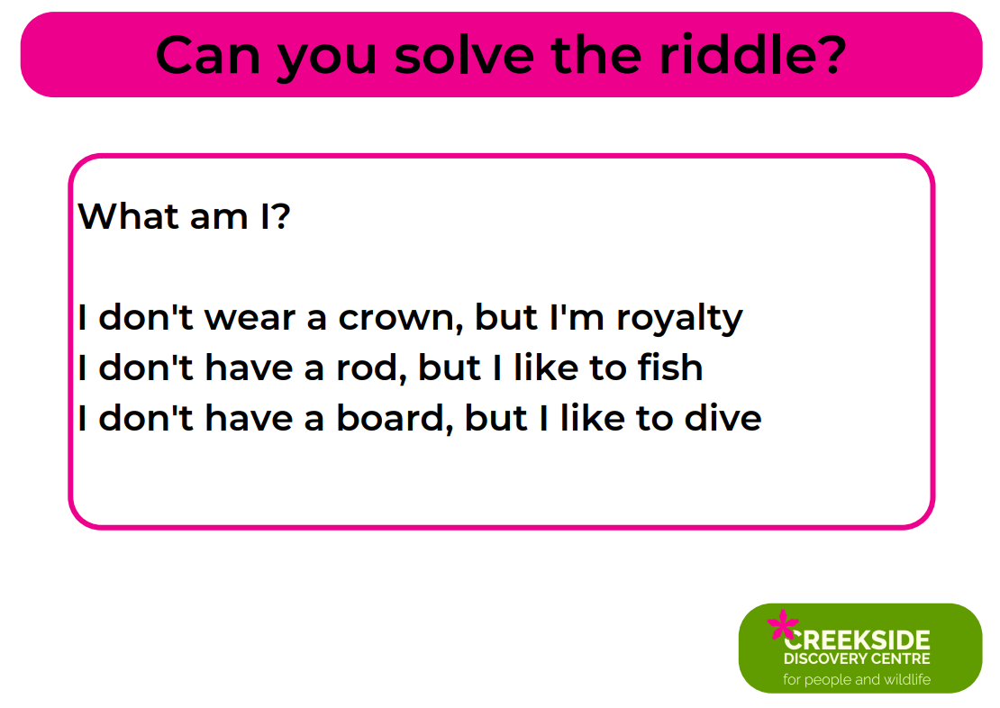 Can you solve the riddle?
What am I?
I don't wear a crown, but I'm royalty
I don't have a rod, but I like to fish
I don't have a board, but I like to dive
CREEKSIDE
DISCOVERY CENTRE
for people and wildlife